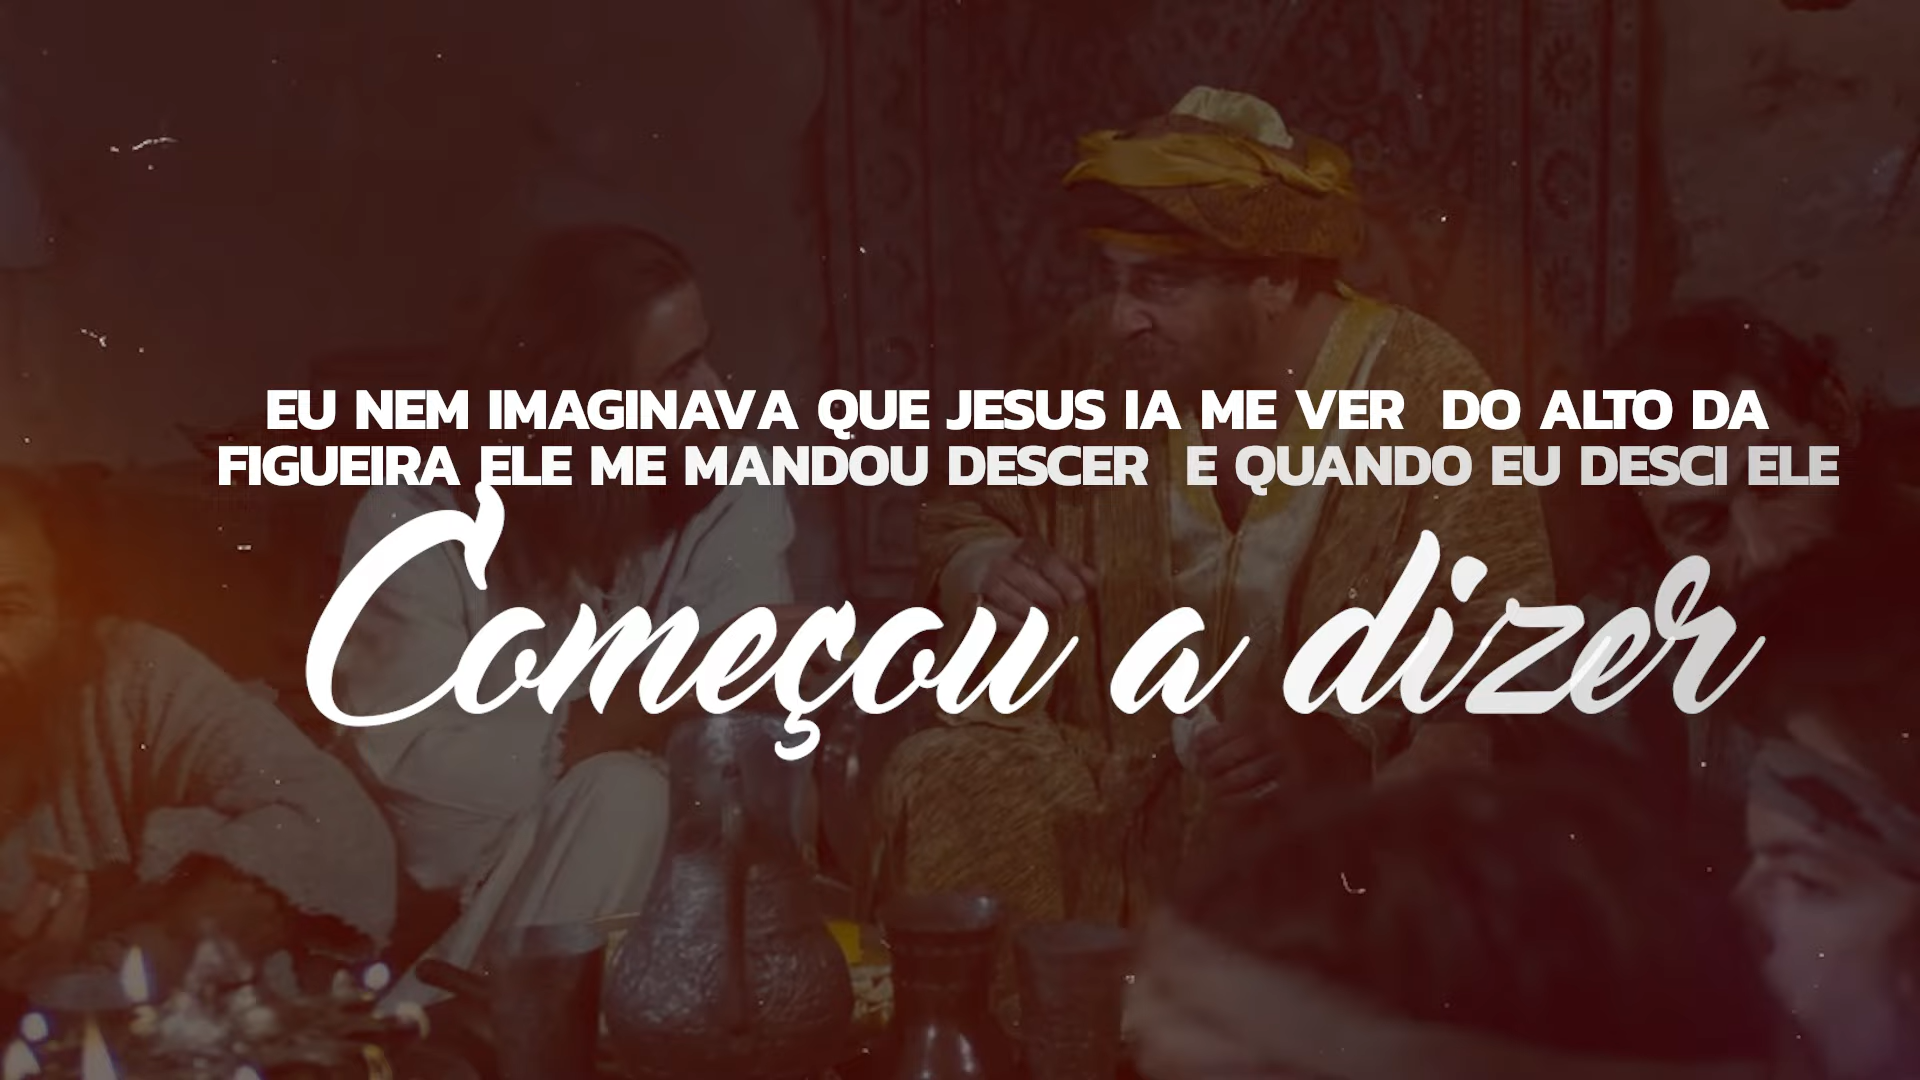 EU NEM IMAGINAVA QUE JESUS IA ME VER DO ALTO DA
FIGUEIRA ELE ME MANDOU DESCER E QUANDO EU DESCI ELE
Começou a dizer